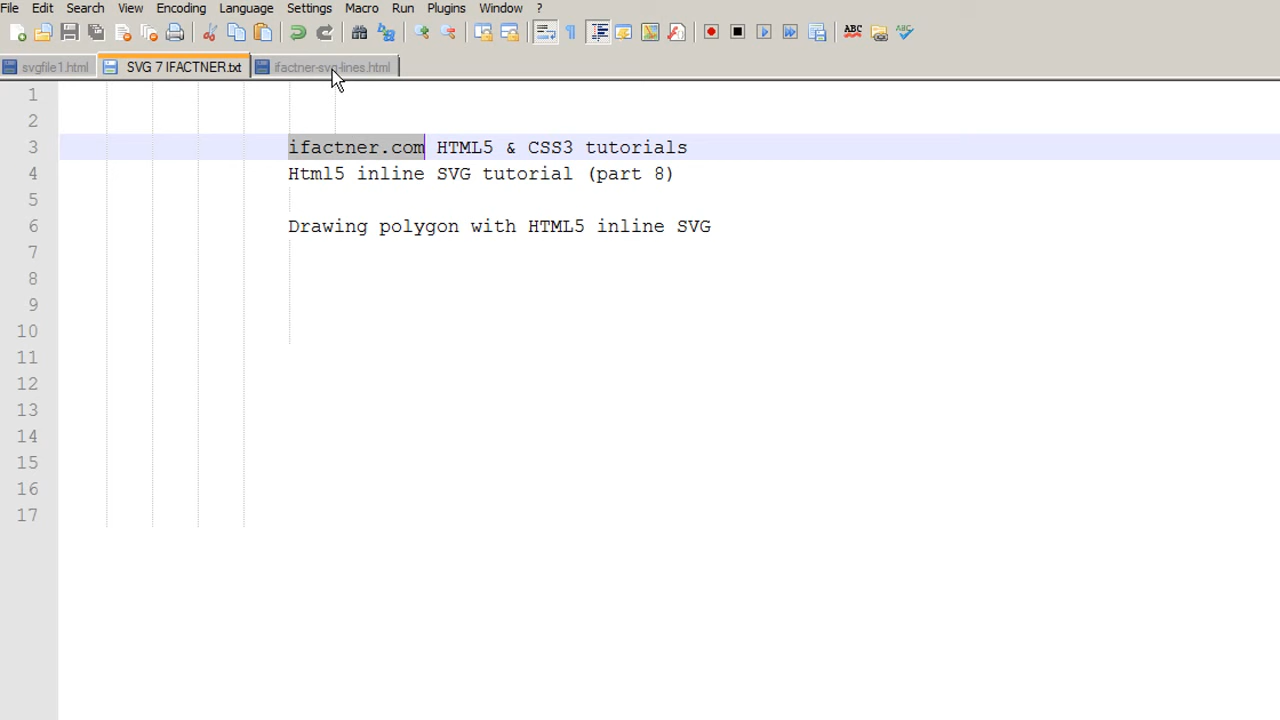 File Edit Search View Encoding Language Settings Macro Run Plugins Window ?
ABC ABC
svgfile1.html SVG 7 IFACTNER.txt ifactner-svg-lines.html
1
2
3 ifactner.com HTML5 & CSS3 tutorials
4 Html5 inline SVG tutorial (part 8)
5
6 Drawing polygon with HTML5 inline SVG
7
8
9
10
11
12
13
14
15
16
17